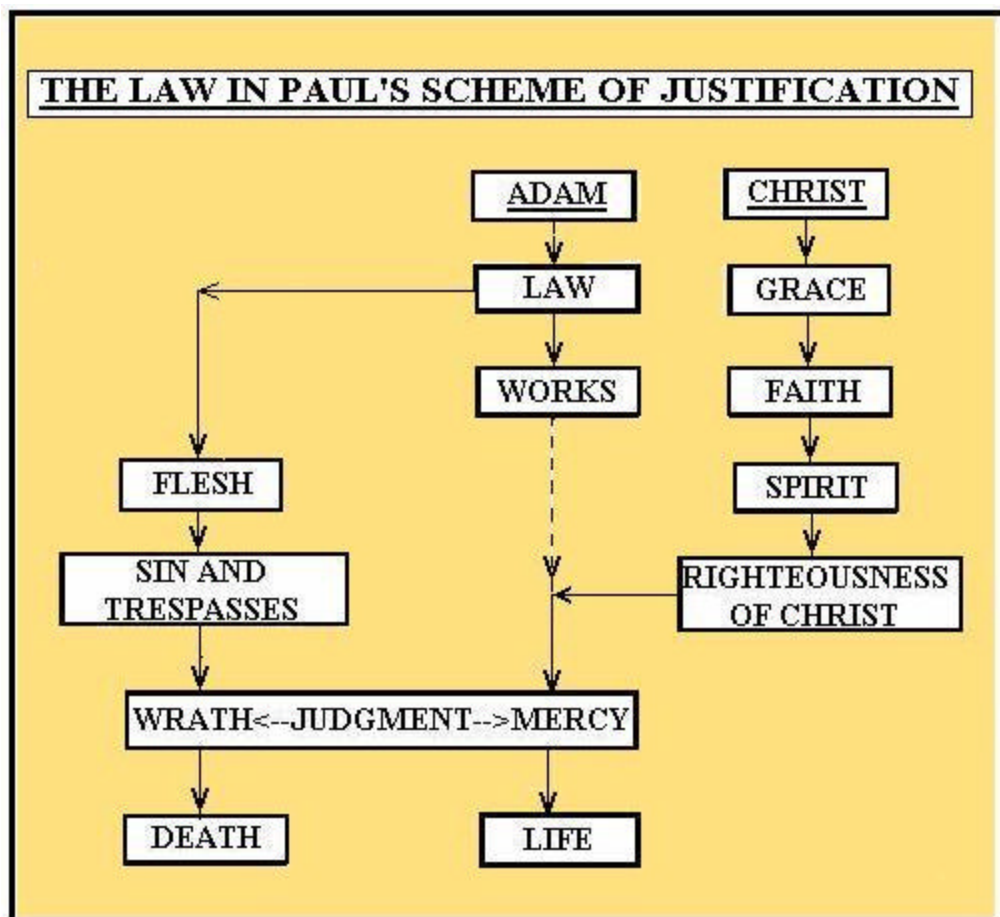 THE LAW IN PAUL'S SCHEME OF JUSTIFICATION
ADAM
CHRIST
LAW
GRACE
WORKS
FAITH
FLESH
SPIRIT
SIN AND
TRESPASSES
RIGHTEOUSNESS
OF CHRIST
WRATH<--JUDGMENT-->MERCY
DEATH
LIFE